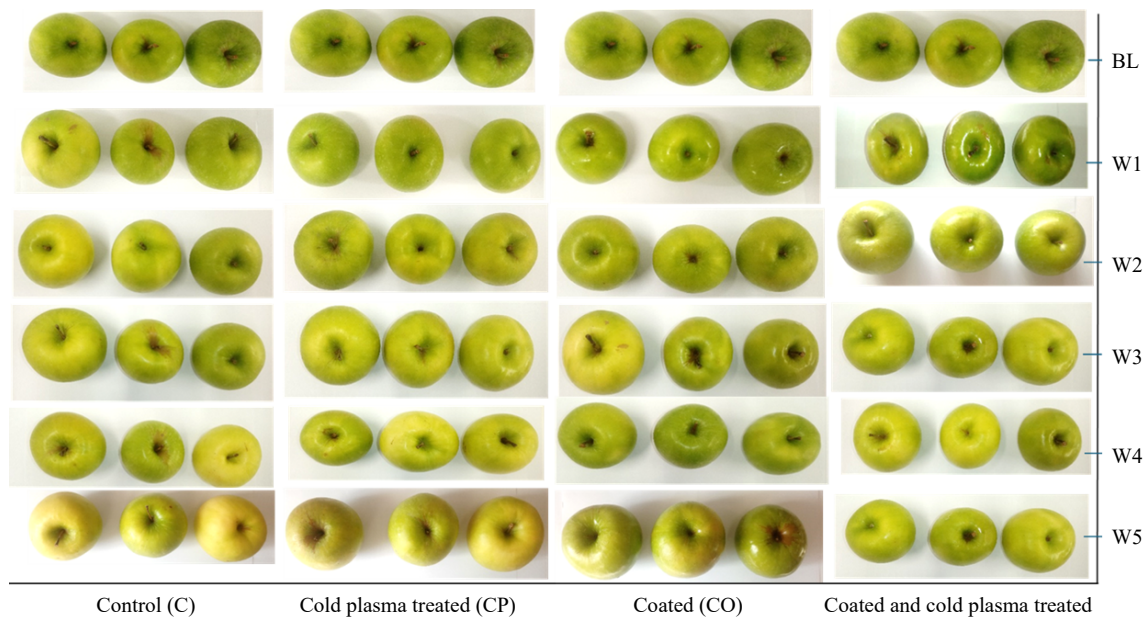 BL
W1
W2
W3
W4
W5
Control (C)
Cold plasma treated (CP)
Coated (CO)
Coated and cold plasma treated